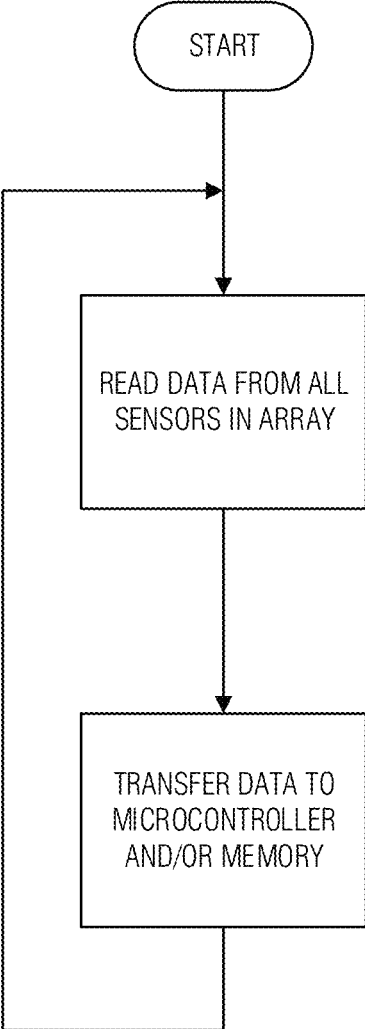 START
READ DATA FROM ALL
SENSORS IN ARRAY
TRANSFER DATA TO
MICROCONTROLLER
AND/OR MEMORY